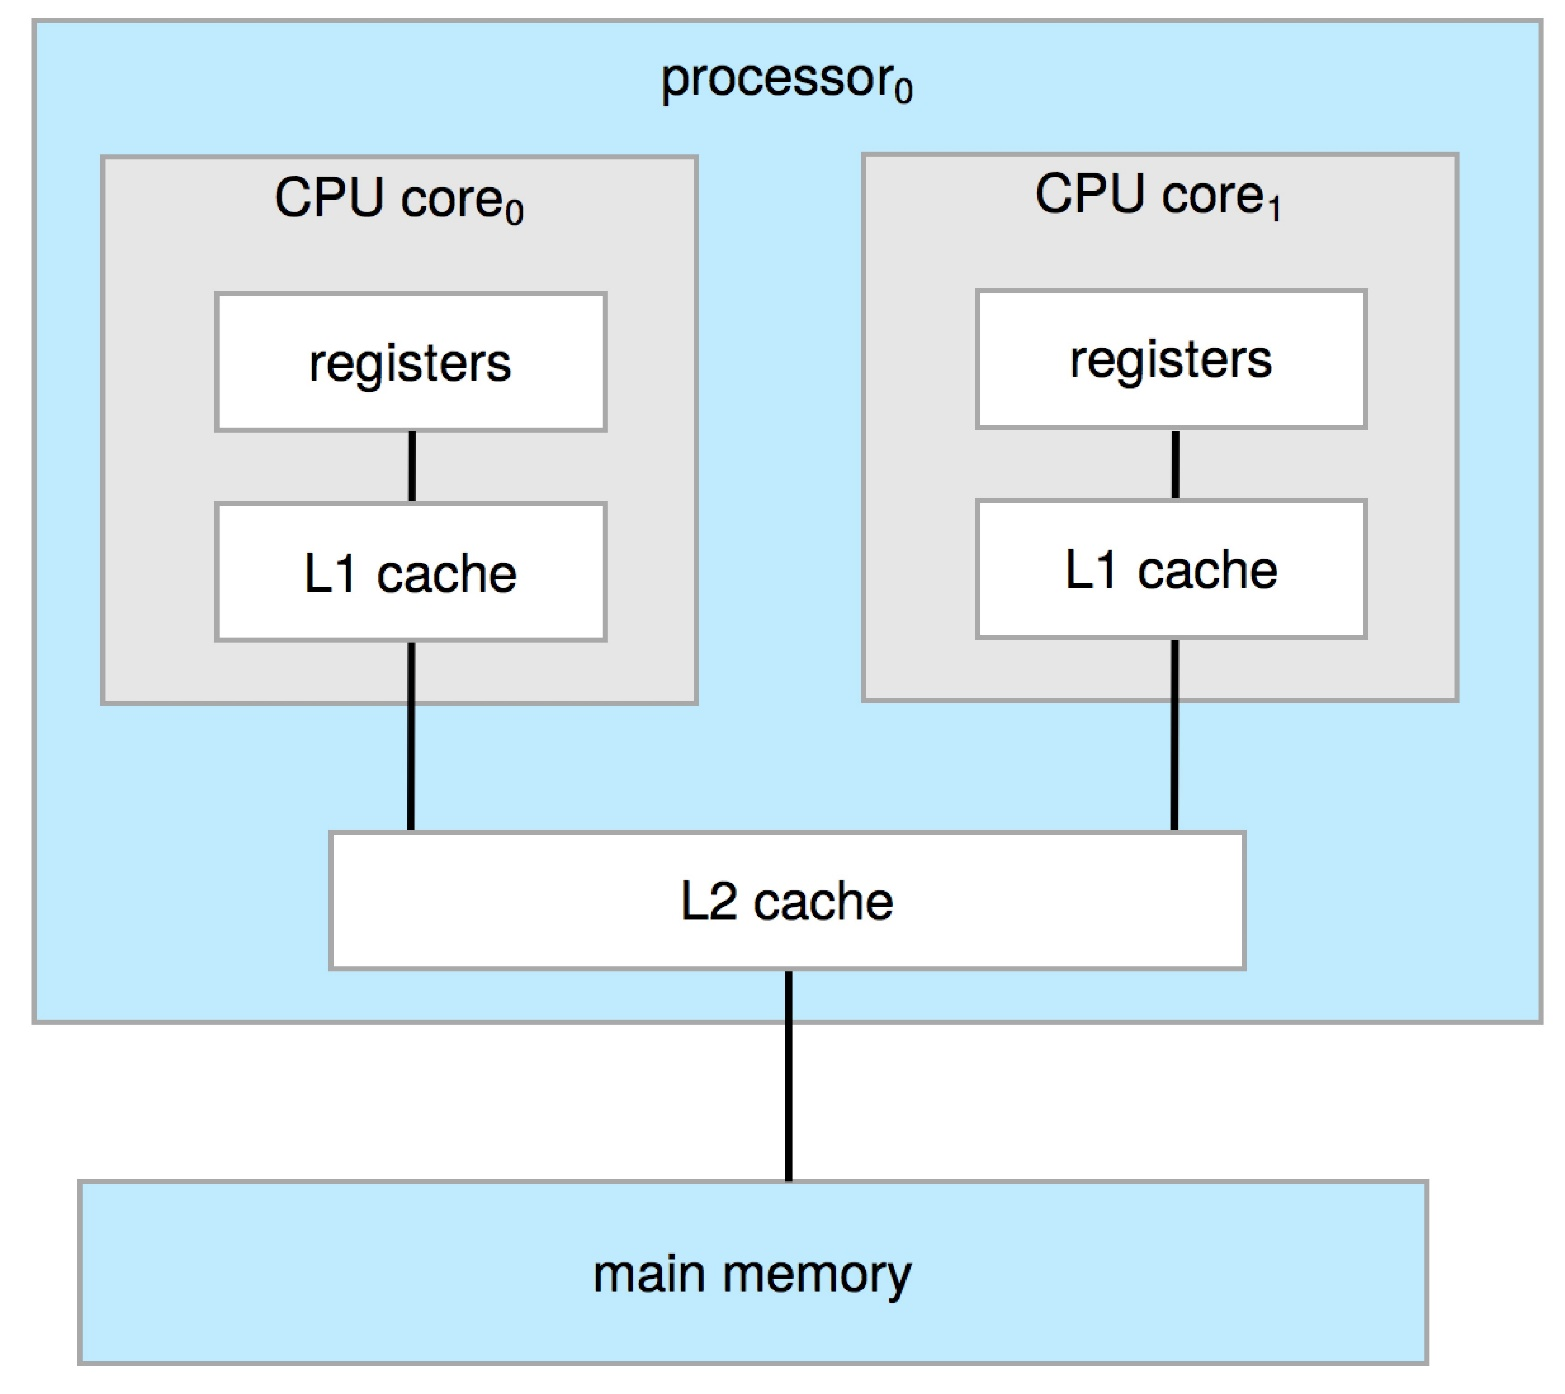 processor₀
CPU core₀
registers
L1 cache
CPU core₁
registers
L1 cache
L2 cache
main memory